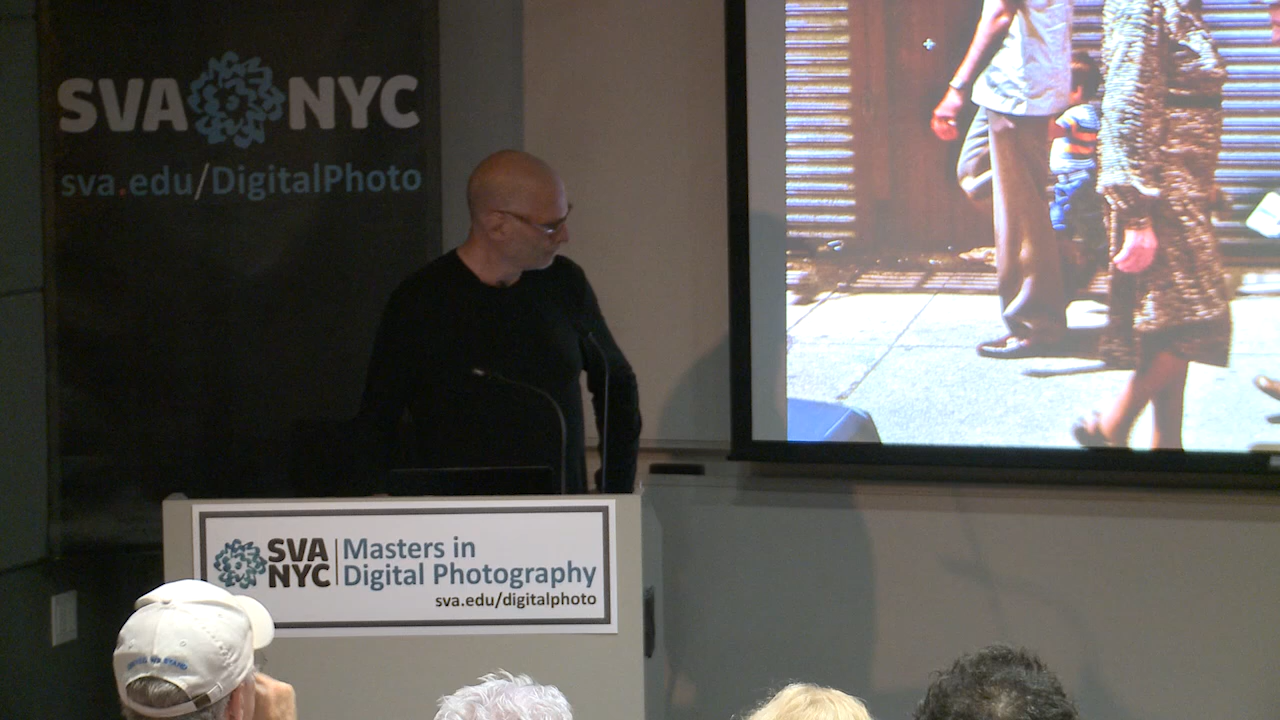 SVA NYC
sva.edu/DigitalPhoto
SVA
NYC
Masters in
Digital Photography
sva.edu/digitalphoto